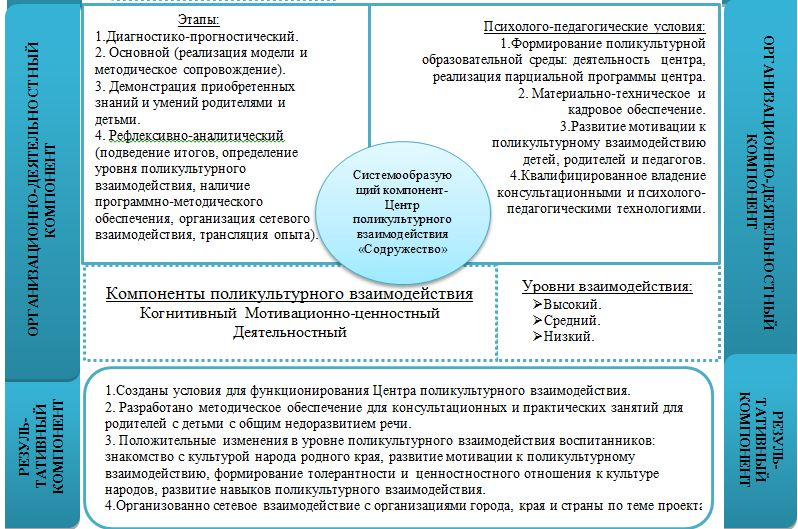 ОРГАНИЗАЦИОННО-ДЕЯТЕЛЬНОСТНЫЙ
КОМПОНЕНТ
Этапы:
1.Диагностико-прогностический.
2. Основной (реализация модели и
методическое сопровождение).
3. Демонстрация приобретенных
знаний и умений родителями и
детьми.
4. Рефлексивно-аналитический
(подведение итогов, определение
уровня поликультурного
взаимодействия, наличие
программно-методического
обеспечения, организация сетевого
взаимодействия, трансляция опыта).
Системообразую
щий компонент-
Центр
поликультурного
взаимодействия
«Содружество»
Психолого-педагогические условия:
1.Формирование поликультурной
образовательной среды: деятельность центра,
реализация парциальной программы центра.
2. Материально-техническое и
кадровое обеспечение.
3.Развитие мотивации к
поликультурному взаимодействию
детей, родителей и педагогов.
4.Квалифицированное владение
консультационными и психолого-
педагогическими технологиями.
ОРГАНИЗАЦИОННО-ДЕЯТЕЛЬНОСТНЫЙ
КОМПОНЕНТ
Компоненты поликультурного взаимодействия
Когнитивный Мотивационно-ценностный
Деятельностный
Уровни взаимодействия:
➢Высокий.
➢Средний.
➢Низкий.
РЕЗУЛЬ-
ТАТИВНЫЙ
КОМПОНЕНТ
1.Созданы условия для функционирования Центра поликультурного взаимодействия.
2. Разработано методическое обеспечение для консультационных и практических занятий для
родителей с детьми с общим недоразвитием речи.
3. Положительные изменения в уровне поликультурного взаимодействия воспитанников:
знакомство с культурой народа родного края, развитие мотивации к поликультурному
взаимодействию, формирование толерантности и ценностностного отношения к культуре
народов, развитие навыков поликультурного взаимодействия.
4.Организованно сетевое взаимодействие с организациями города, края и страны по теме проекта
РЕЗУЛЬ-
ТАТИВНЫЙ
КОМПОНЕНТ